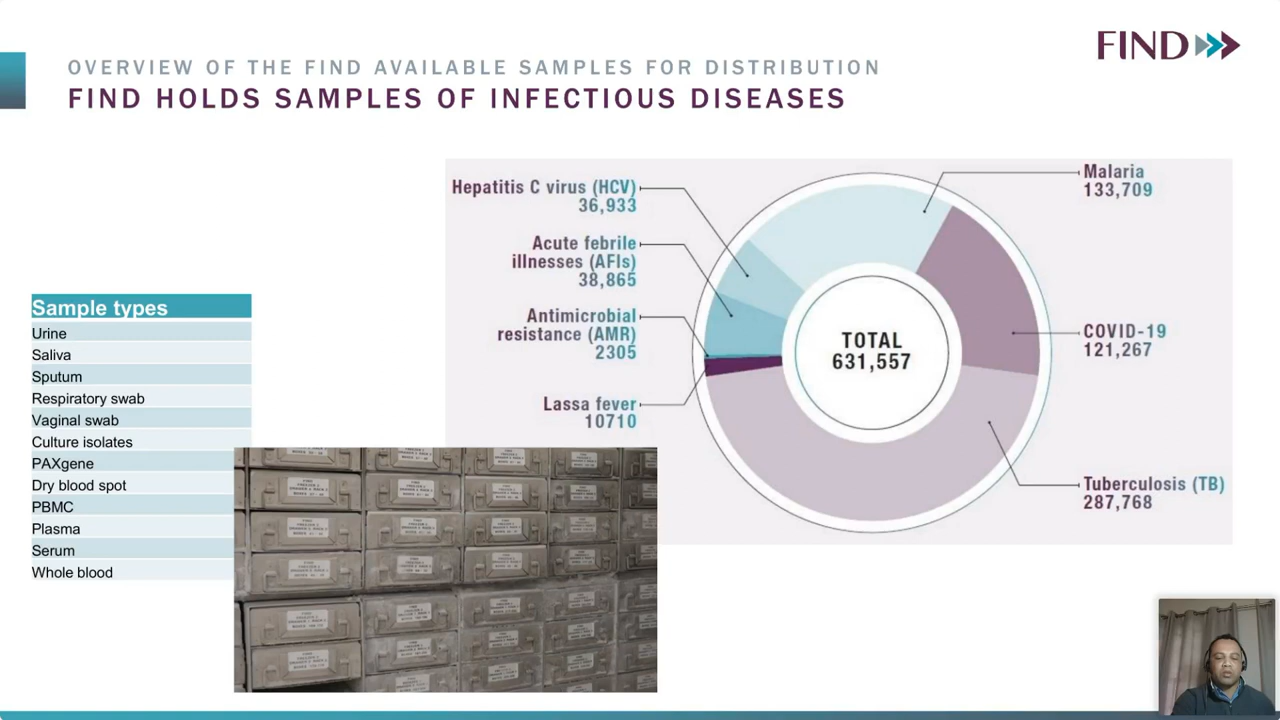 FIND
OVERVIEW OF THE FIND AVAILABLE SAMPLES FOR DISTRIBUTION
FIND HOLDS SAMPLES OF INFECTIOUS DISEASES
Sample types
Urine
Saliva
Sputum
Respiratory swab
Vaginal swab
Culture isolates
PAXgene
Dry blood spot
PBMC
Plasma
Serum
Whole blood
Hepatitis C virus (HCV)
36,933
Acute febrile
illnesses (AFIs)
38,865
Antimicrobial
resistance (AMR)
2305
Lassa fever
10710
TOTAL
631,557
Malaria
133,709
COVID-19
121,267
Tuberculosis (TB)
287,768